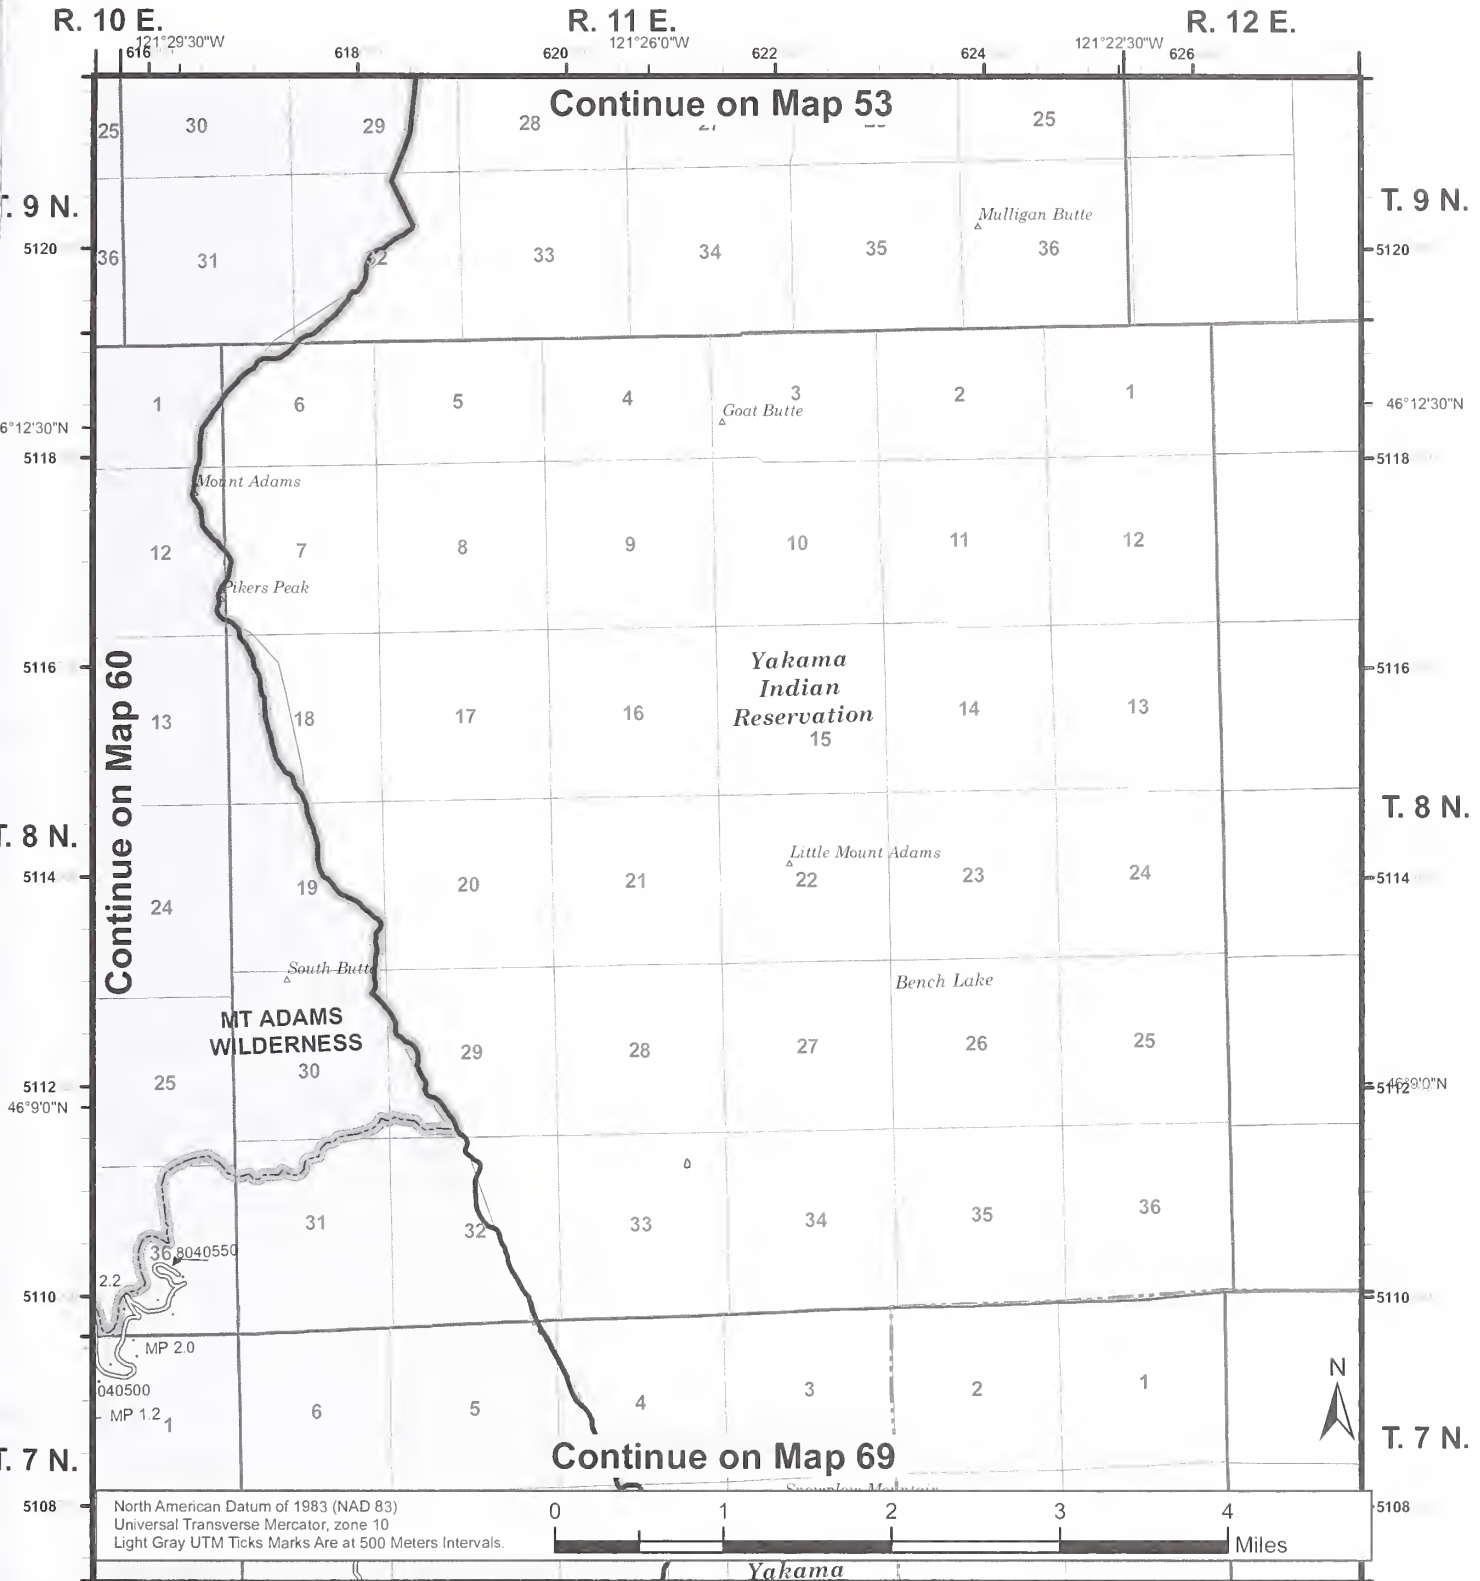 R. 10 E. R. 11 E. R. 12 E.
121°29'30"W 121°26'0"W 121°22'30"W
616 618 620 622 624 626
Continue on Map 53
25 30 29 28 25
T. 9 N. T. 9 N.
Mulligan Butte
5120 36 31 32 33 34 35 36 5120
1 6 5 4 3 2 1 46°12'30"N
Goat Butte
6°12'30"N
5118 5118
Mount Adams
12 7 8 9 10 11 12
Pikers Peak
Yakama
Indian
Reservation
5116 5116
Continue on Map 60
13 18 17 16 15 14 13
T. 8 N. T. 8 N.
Little Mount Adams
5114 24 19 20 21 22 23 24 5114
South Butte
Bench Lake
MT ADAMS
WILDERNESS
25 30 29 28 27 26 25
5112 5112 46°9'0"N
46°9'0"N
36 31 32 33 34 35 36
8040550
2.2
5110 5110
MP 2.0
040500
MP 1.2
1 6 5 4 3 2 1
N
T. 7 N. T. 7 N.
Continue on Map 69
Snowplow Mountain
5108 5108
North American Datum of 1983 (NAD 83)
Universal Transverse Mercator, zone 10
Light Gray UTM Ticks Marks Are at 500 Meters Intervals.
0 1 2 3 4
Miles
Yakama